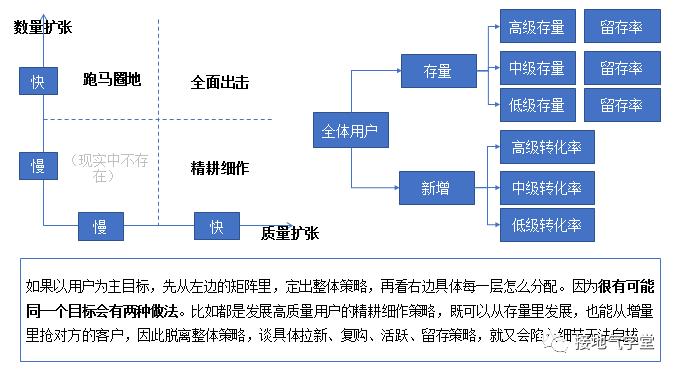 数量扩张
快
跑马圈地
全面出击
慢
（现实中不存
在）
精耕细作
慢
快
质量扩张
全体用户
存量
高级存量
留存率
中级存量
留存率
低级存量
留存率
新增
高级转化率
中级转化率
低级转化率
如果以用户为主目标，先从左边的矩阵里，定出整体策略，再看右边具体每一层怎么分配。因为很有可能
同一个目标会有两种做法。比如都是发展高质量用户的精耕细作策略，既可以从存量里发展，也能从增量
里抢对方的客户，因此脱离整体策略，谈具体拉新、复购、活跃、留存策略，就又会陷入细节无法自拔
接地气学堂